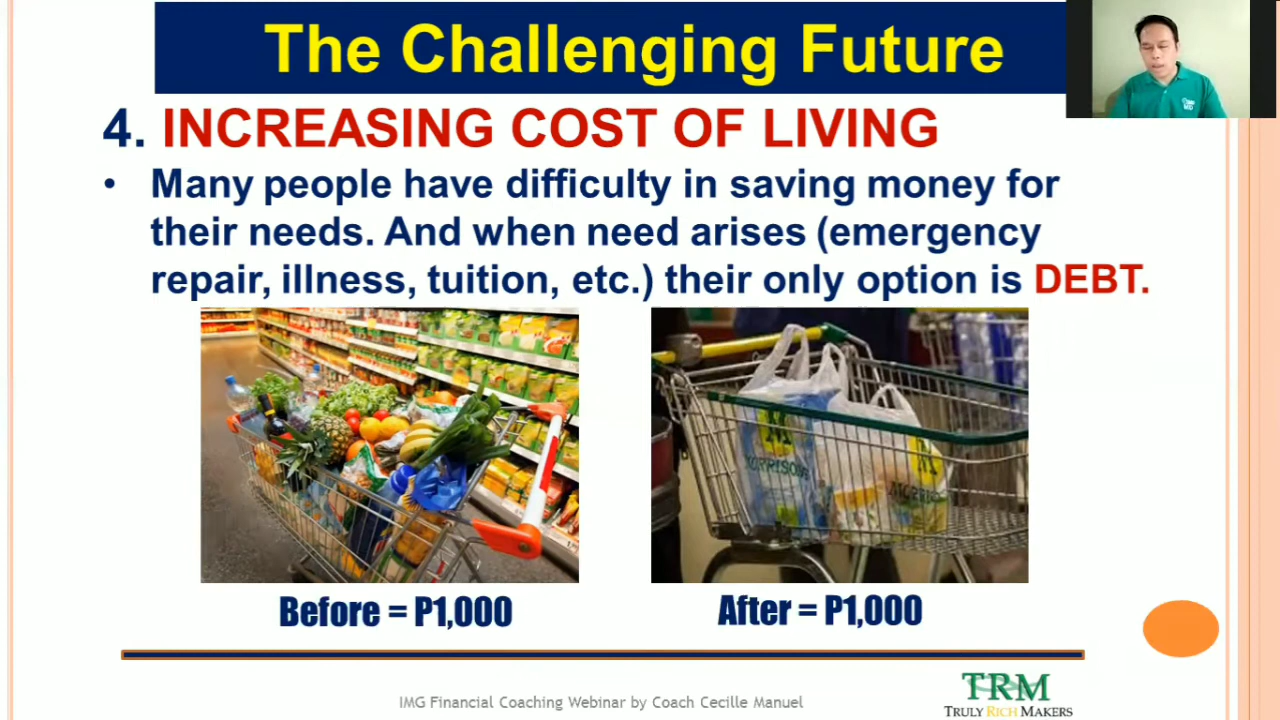 The Challenging Future
4. INCREASING COST OF LIVING
• Many people have difficulty in saving money for
their needs. And when need arises (emergency
repair, illness, tuition, etc.) their only option is DEBT.
M
MORRISONS
M
Before = P1,000
After = P1,000
IMG Financial Coaching Webinar by Coach Cecille Manuel
TRM
TRULY RICH MAKERS